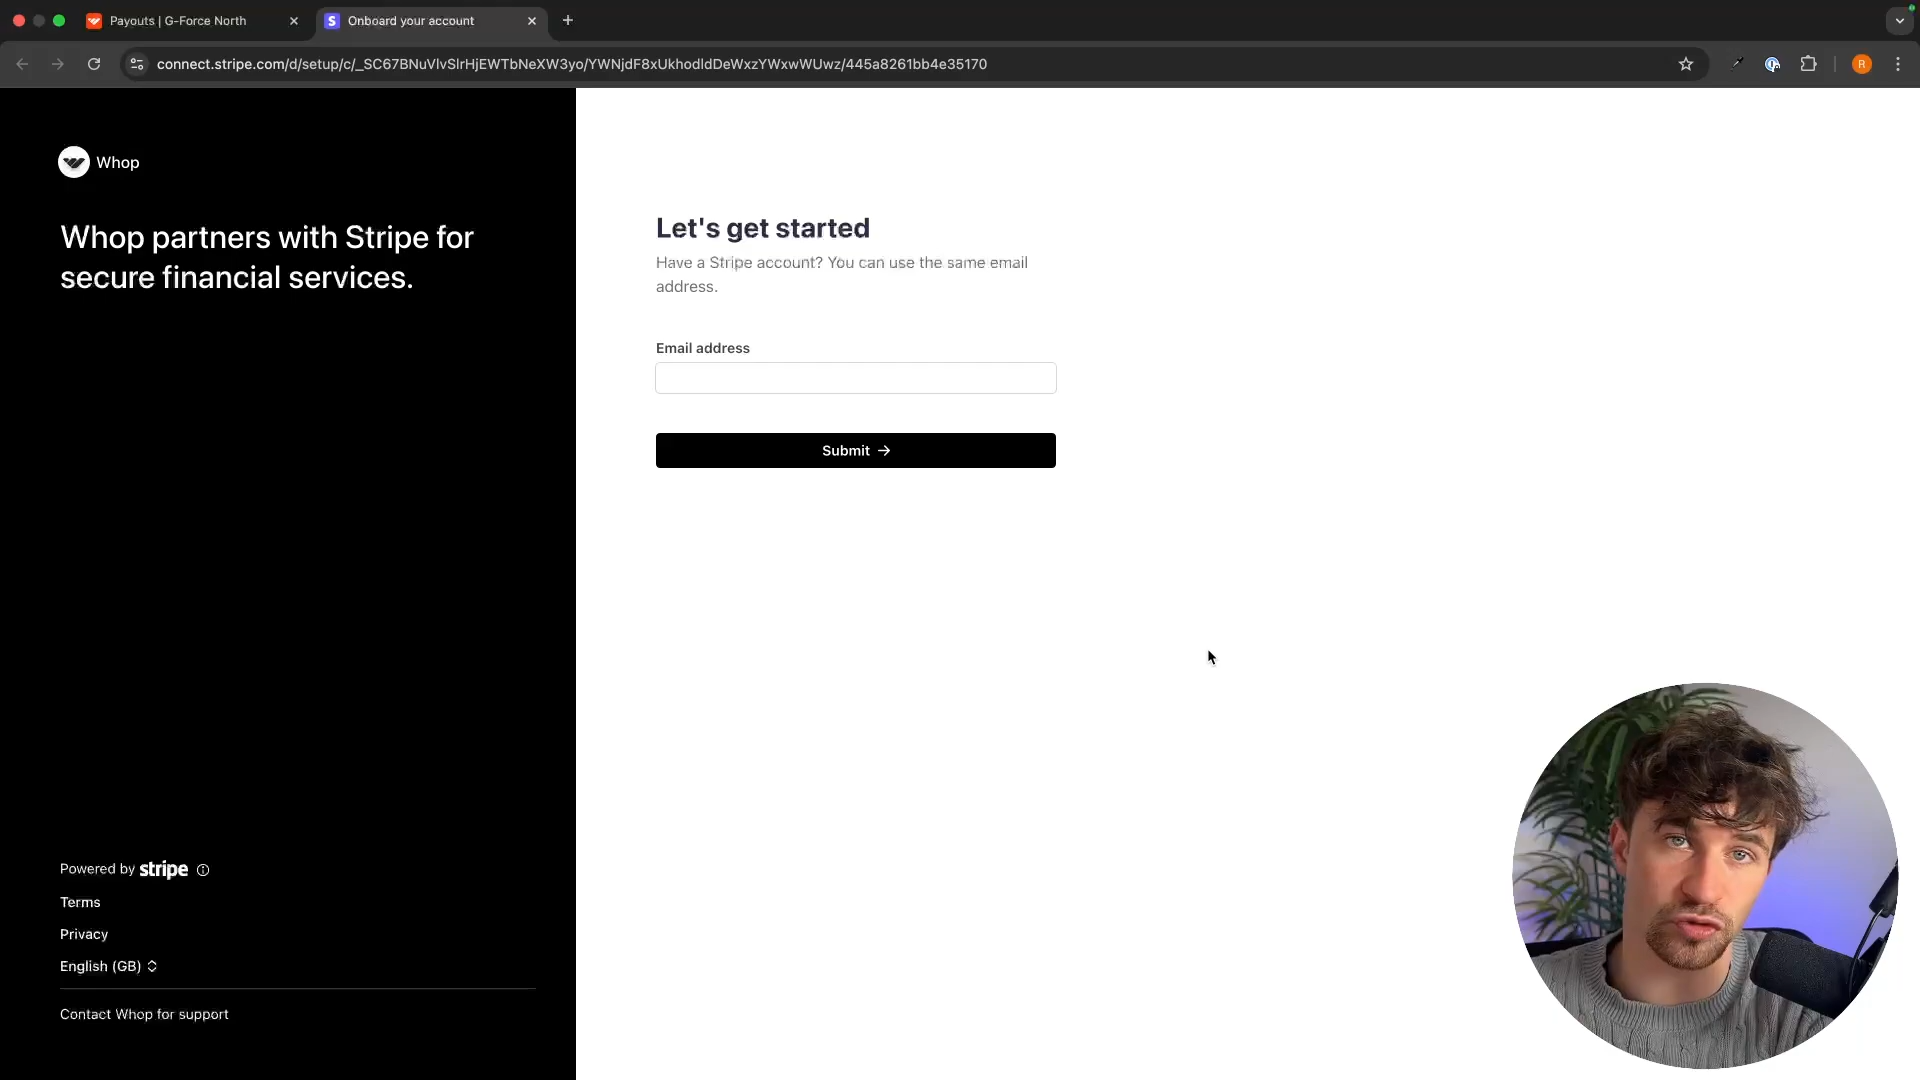 Payouts | G-Force North
Onboard your account
connect.stripe.com/d/setup/c/_SC67BNuVlvSlrHjEWTbNeXW3yo/YWNjdF8xUkhodldDeWxzYWxwWUwz/445a8261bb4e35170
R
Whop
Whop partners with Stripe for
secure financial services.
Let's get started
Have a Stripe account? You can use the same email
address.
Email address
Submit →
Powered by stripe
Terms
Privacy
English (GB)
Contact Whop for support